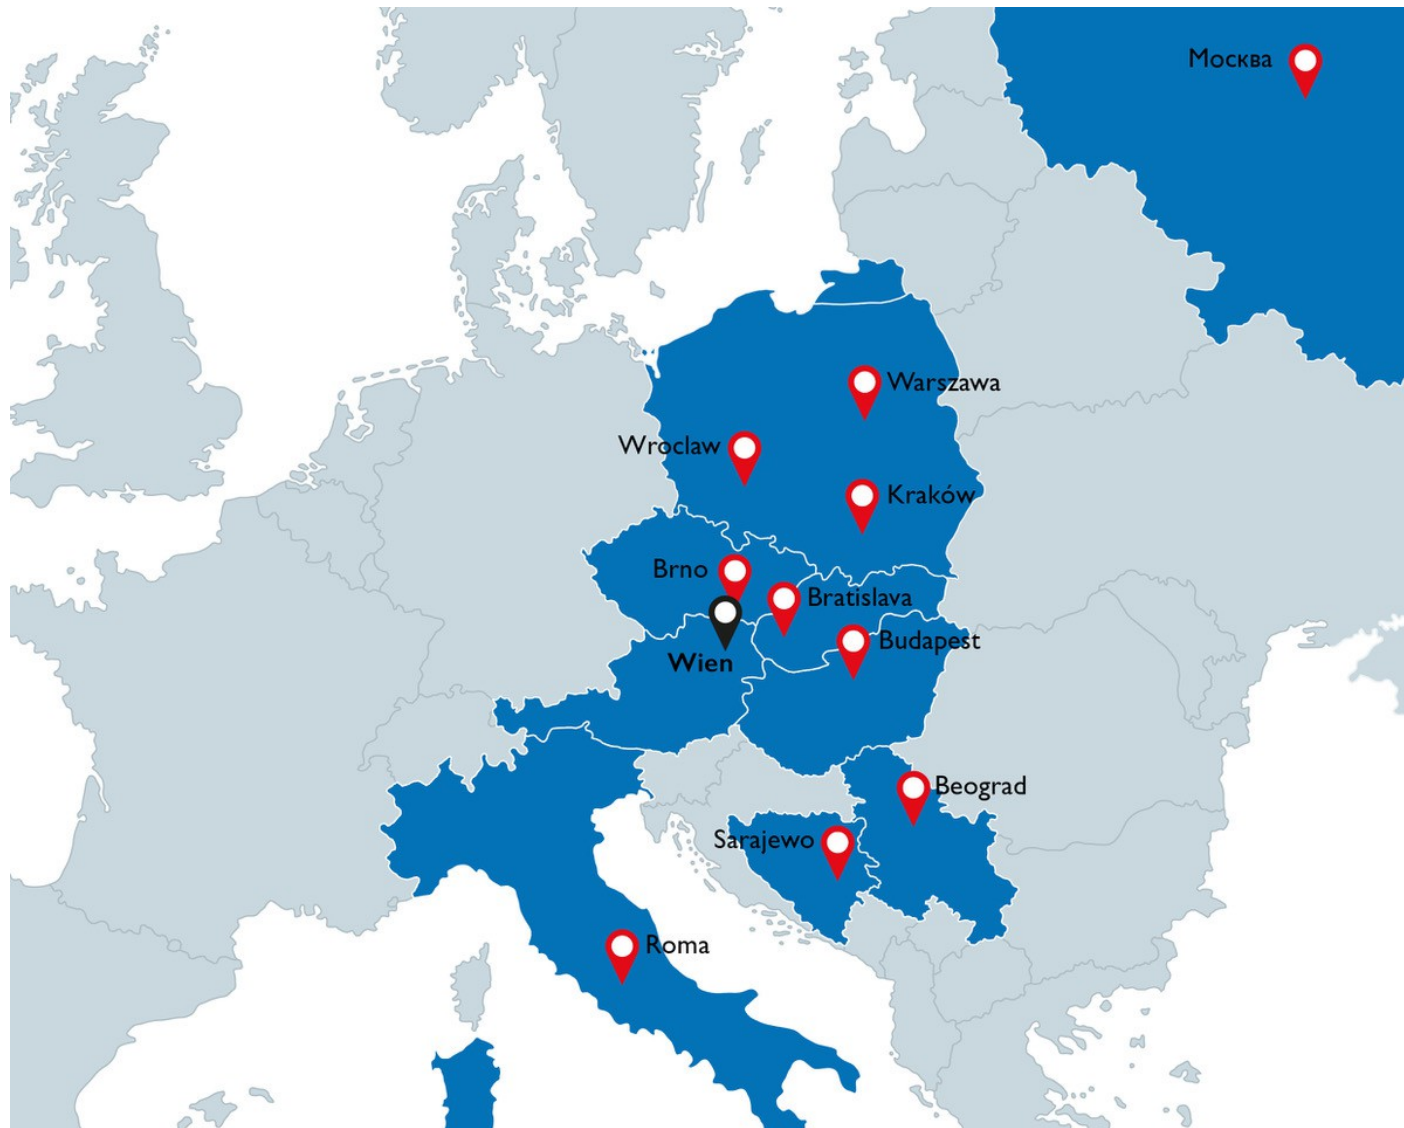 Москва
Warszawa
Wroclaw
Kraków
Brno
Bratislava
Budapest
Wien
Beograd
Sarajewo
Roma